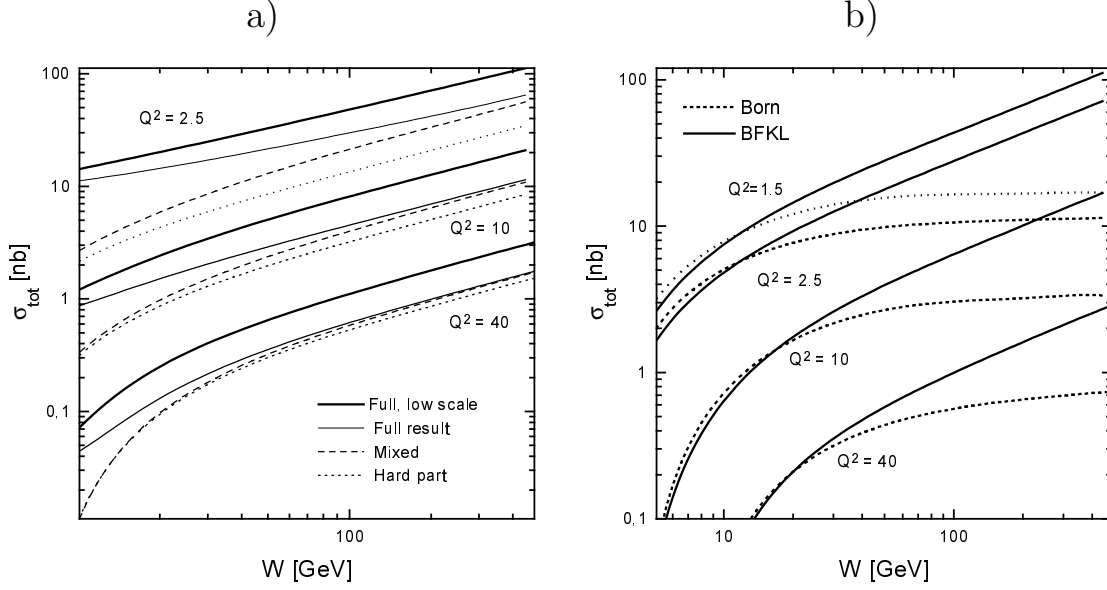 a)
100
10
1
0,1
σtot [nb]
Q² = 2.5
Q² = 10
Q² = 40
Full, low scale
Full result
Mixed
Hard part
100
W [GeV]
b)
100
10
1
0,1
σtot [nb]
Born
BFKL
Q²= 1.5
Q² = 2.5
Q² = 10
Q² = 40
10
100
W [GeV]